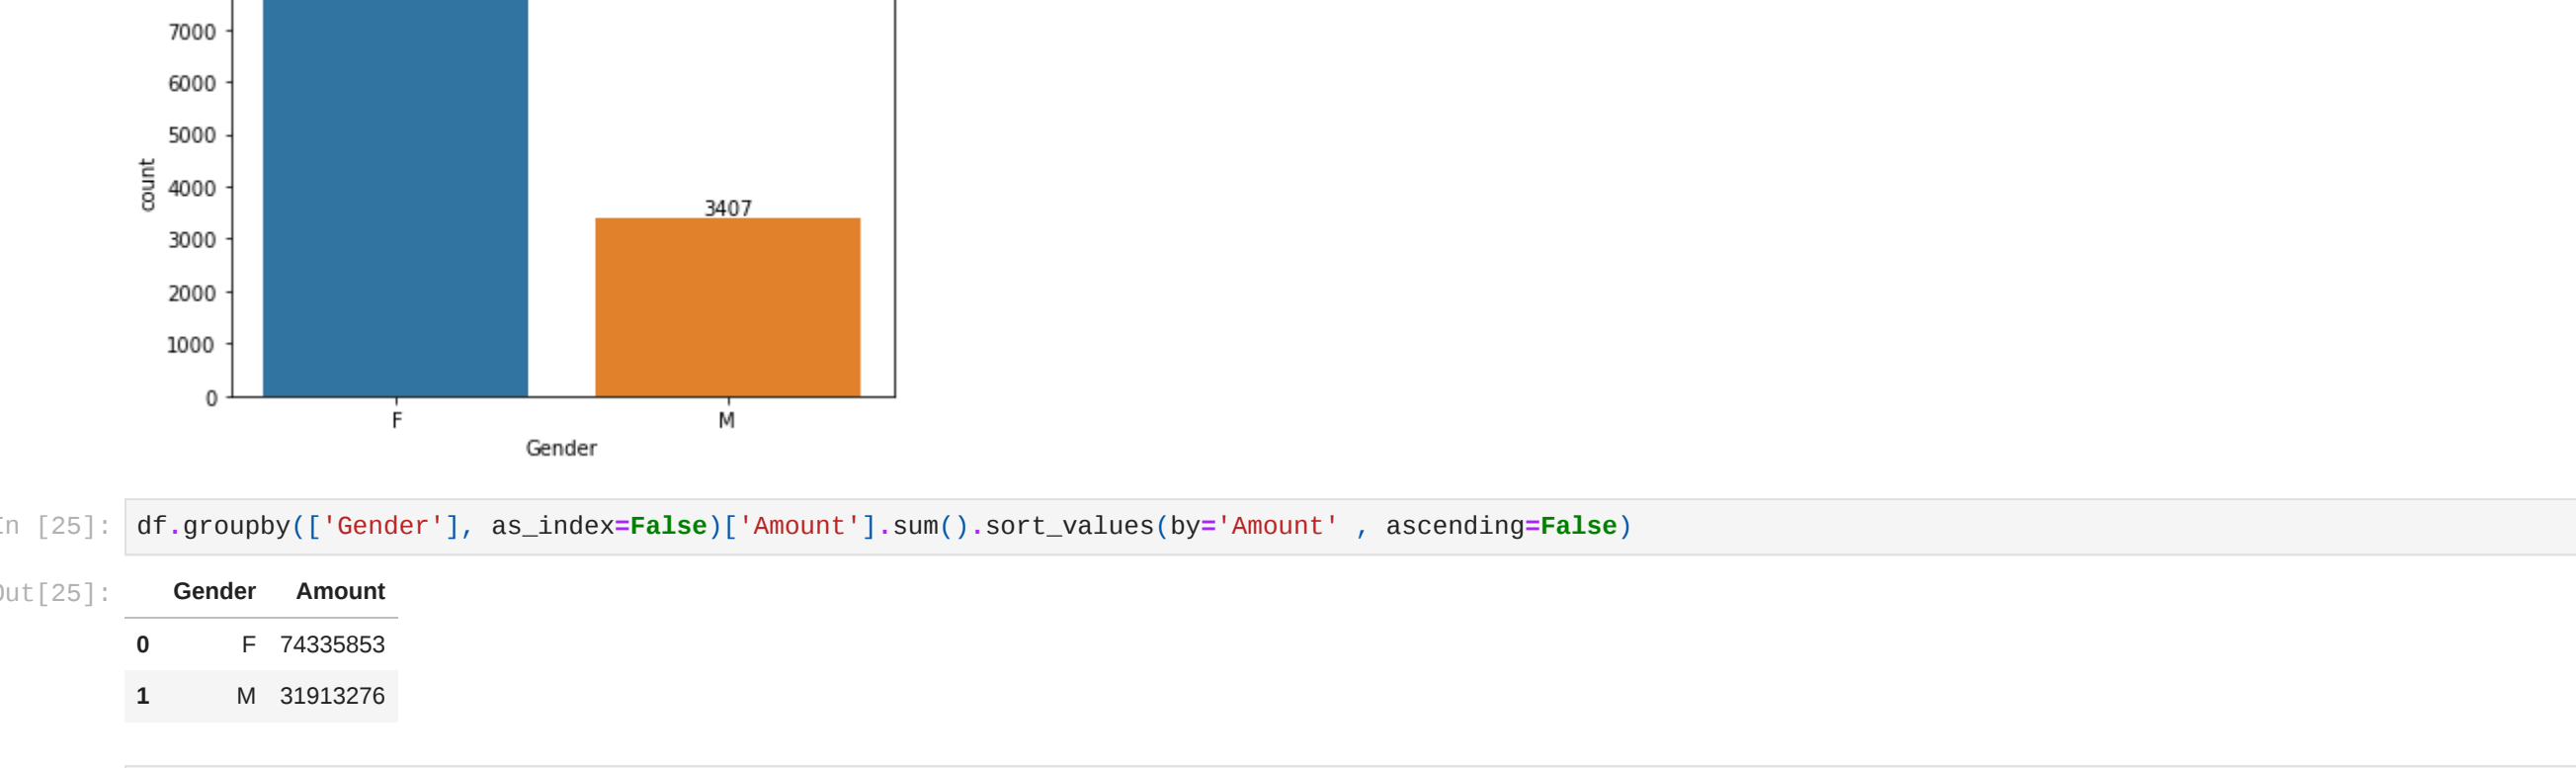 7000
6000
5000
count
4000
3407
3000
2000
1000
0
F M
Gender
In [25]: df.groupby(['Gender'], as_index=False)['Amount'].sum().sort_values(by='Amount' , ascending=False)
Out[25]: Gender Amount
0 F 74335853
1 M 31913276